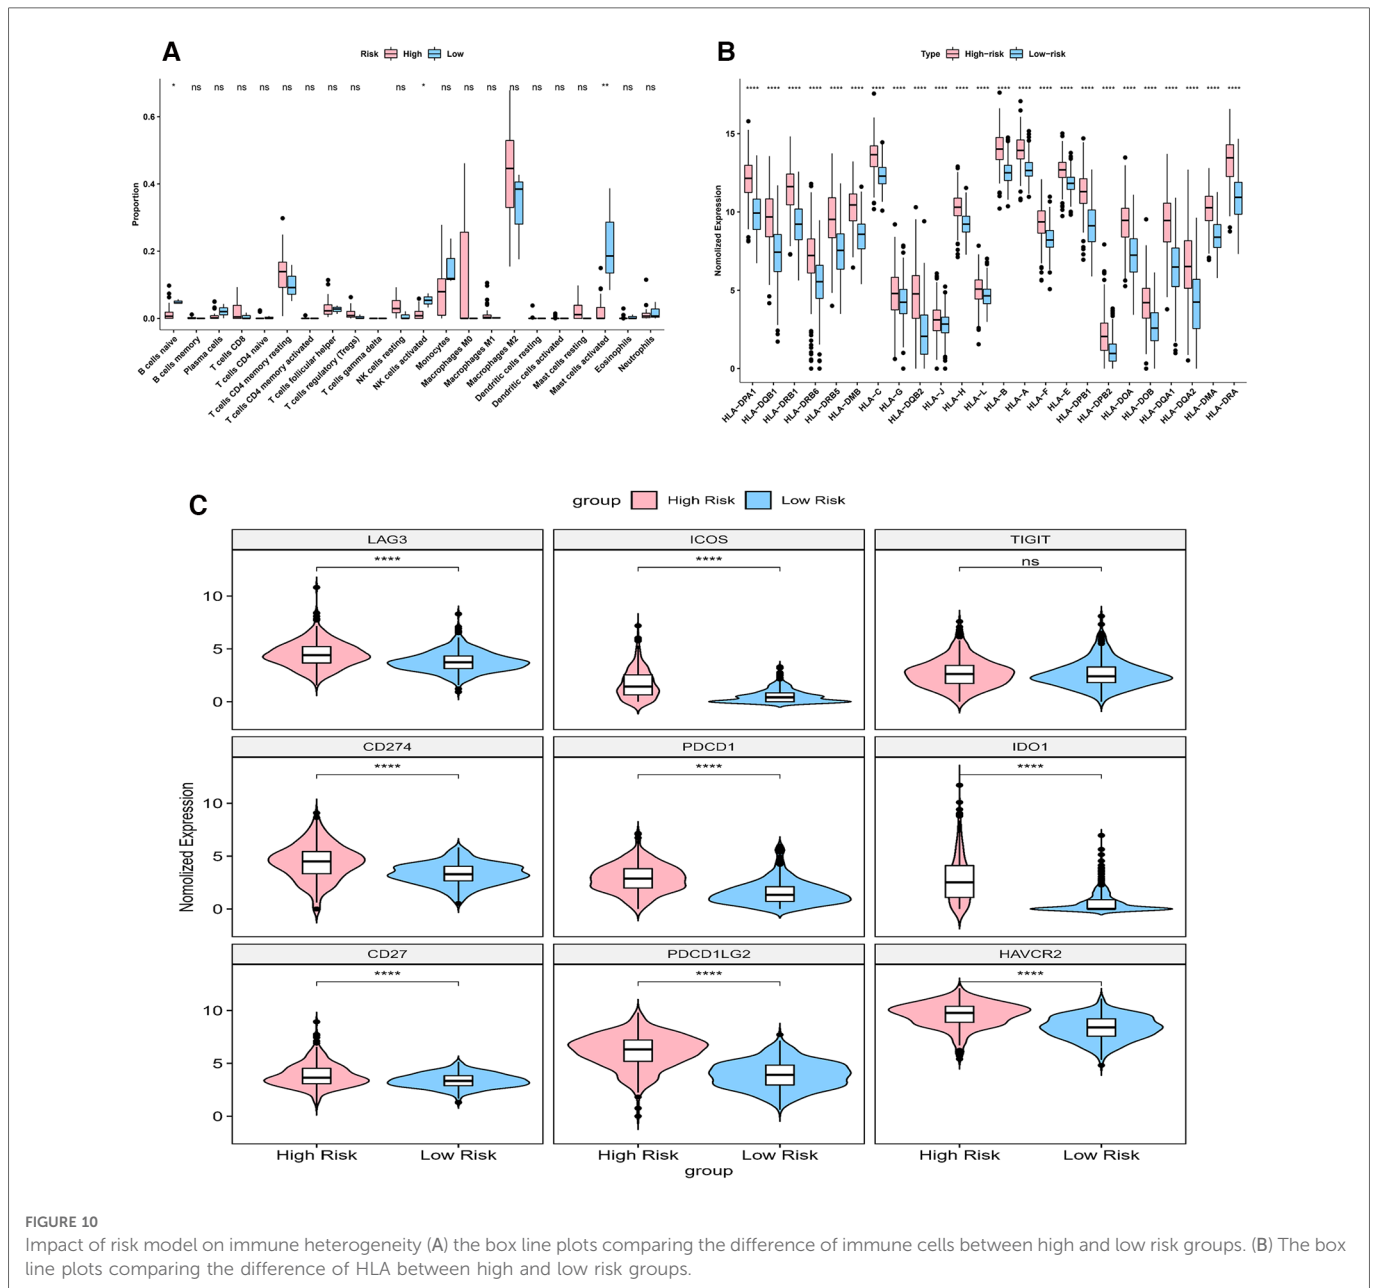 A
Risk High Low
* ns ns ns ns ns ns ns ns ns * ns ns ns ns ns ns ns ** ns ns
Proportion
0.6
0.4
0.2
0.0
B cells naive
B cells memory
Plasma cells
T cells CD8
T cells CD4 naive
T cells CD4 memory resting
T cells CD4 memory activated
T cells follicular helper
T cells regulatory (Tregs)
T cells gamma delta
NK cells resting
NK cells activated
Monocytes
Macrophages M0
Macrophages M1
Macrophages M2
Dendritic cells resting
Dendritic cells activated
Mast cells resting
Mast cells activated
Eosinophils
Neutrophils
B
Type High-risk Low-risk
**** **** **** **** **** **** **** **** **** **** **** **** **** **** **** **** **** **** **** **** **** **** **** ****
Nomolized Expression
15
10
5
0
HLA-DPA1
HLA-DQB1
HLA-DRB1
HLA-DRB6
HLA-DRB5
HLA-DMB
HLA-C
HLA-G
HLA-DQB2
HLA-J
HLA-H
HLA-L
HLA-B
HLA-A
HLA-F
HLA-E
HLA-DPB1
HLA-DPB2
HLA-DOA
HLA-DOB
HLA-DQA1
HLA-DQA2
HLA-DMA
HLA-DRA
C
group High Risk Low Risk
LAG3 ICOS TIGIT
**** **** ns
10
5
0
CD274 PDCD1 IDO1
**** **** ****
Nomolized Expression
10
5
0
CD27 PDCD1LG2 HAVCR2
**** **** ****
10
5
0
High Risk Low Risk High Risk Low Risk High Risk Low Risk
group
FIGURE 10
Impact of risk model on immune heterogeneity (A) the box line plots comparing the difference of immune cells between high and low risk groups. (B) The box
line plots comparing the difference of HLA between high and low risk groups.